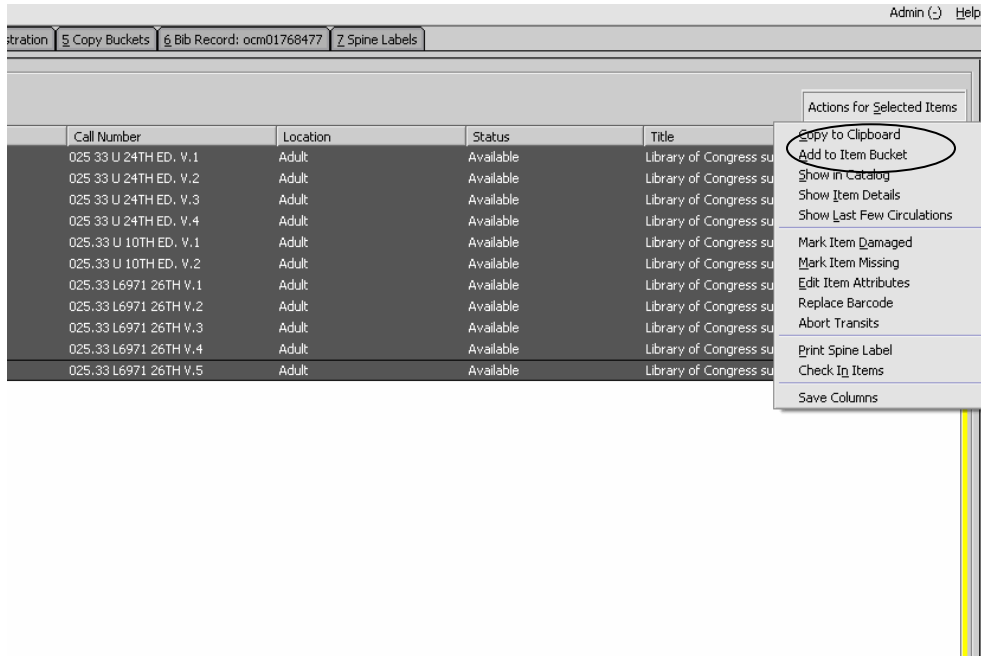 Admin (-) Help
stration 5 Copy Buckets 6 Bib Record: ocm01768477 7 Spine Labels
Actions for Selected Items
Call Number Location Status Title
025 33 U 24TH ED. V.1 Adult Available Library of Congress su
025 33 U 24TH ED. V.2 Adult Available Library of Congress su
025 33 U 24TH ED. V.3 Adult Available Library of Congress su
025 33 U 24TH ED. V.4 Adult Available Library of Congress su
025.33 U 10TH ED. V.1 Adult Available Library of Congress su
025.33 U 10TH ED. V.2 Adult Available Library of Congress su
025.33 L6971 26TH V.1 Adult Available Library of Congress su
025.33 L6971 26TH V.2 Adult Available Library of Congress su
025.33 L6971 26TH V.3 Adult Available Library of Congress su
025.33 L6971 26TH V.4 Adult Available Library of Congress su
025.33 L6971 26TH V.5 Adult Available Library of Congress su
Copy to Clipboard
Add to Item Bucket
Show in Catalog
Show Item Details
Show Last Few Circulations
Mark Item Damaged
Mark Item Missing
Edit Item Attributes
Replace Barcode
Abort Transits
Print Spine Label
Check In Items
Save Columns